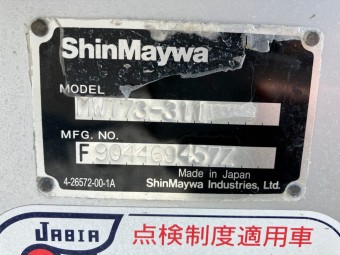 ShinMaywa
MODEL
MFG. NO.
4-26572-00-1A
Made in Japan
ShinMaywa Industries, Ltd.
JABIA
点検制度適用車